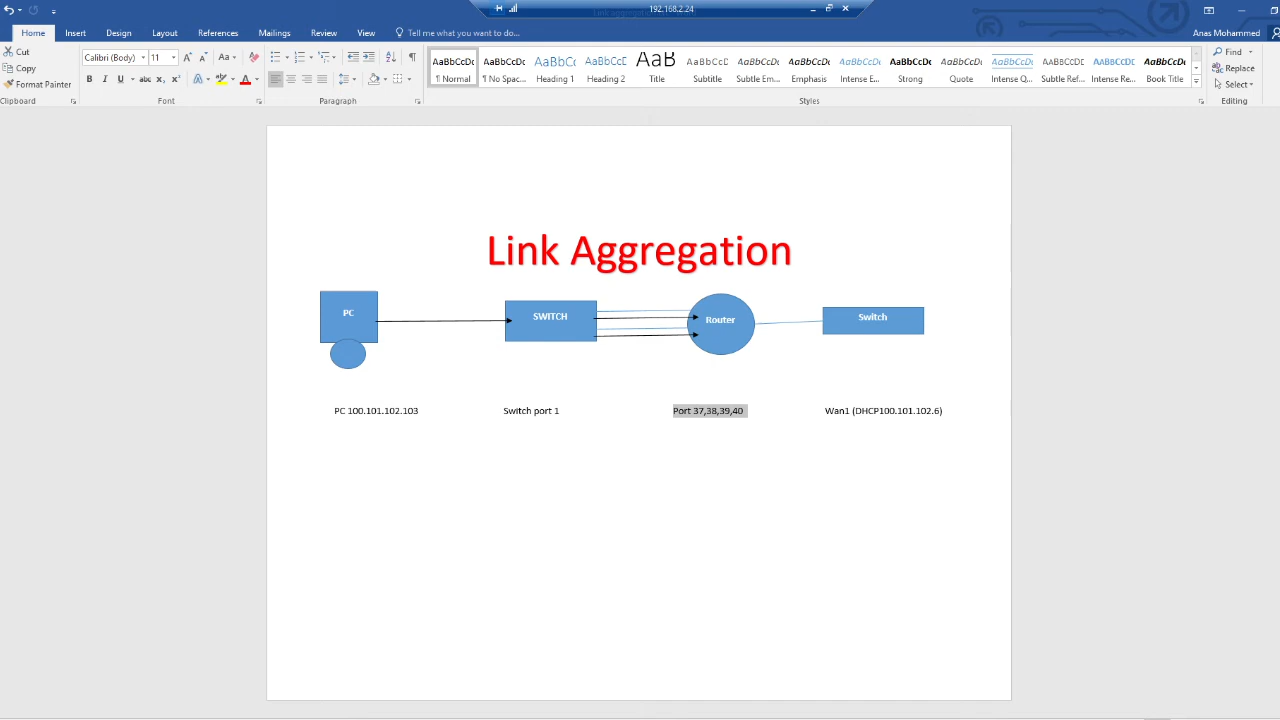 192.168.2.24
Anas Mohammed
Home Insert Design Layout References Mailings Review View Tell me what you want to do...
Cut
Copy
Format Painter
Clipboard
Calibri (Body) 11
Font
Paragraph
AaBbCcDc AaBbCcDc AaBbCc AaBbCcD AaB AaBbCcD AaBbCcDc AaBbCcDc AaBbCcDc AaBbCcDc AaBbCcDc AaBbCcDc AaBbCcDc AaBbCcDc AaBbCcDc
¶ Normal ¶ No Spac... Heading 1 Heading 2 Title Subtitle Subtle Em... Emphasis Intense E... Strong Quote Intense Q... Subtle Ref... Intense Re... Book Title
Styles
Find
Replace
Select
Editing
Link Aggregation
PC SWITCH Router Switch
PC 100.101.102.103 Switch port 1 Port 37,38,39,40 Wan1 (DHCP100.101.102.6)